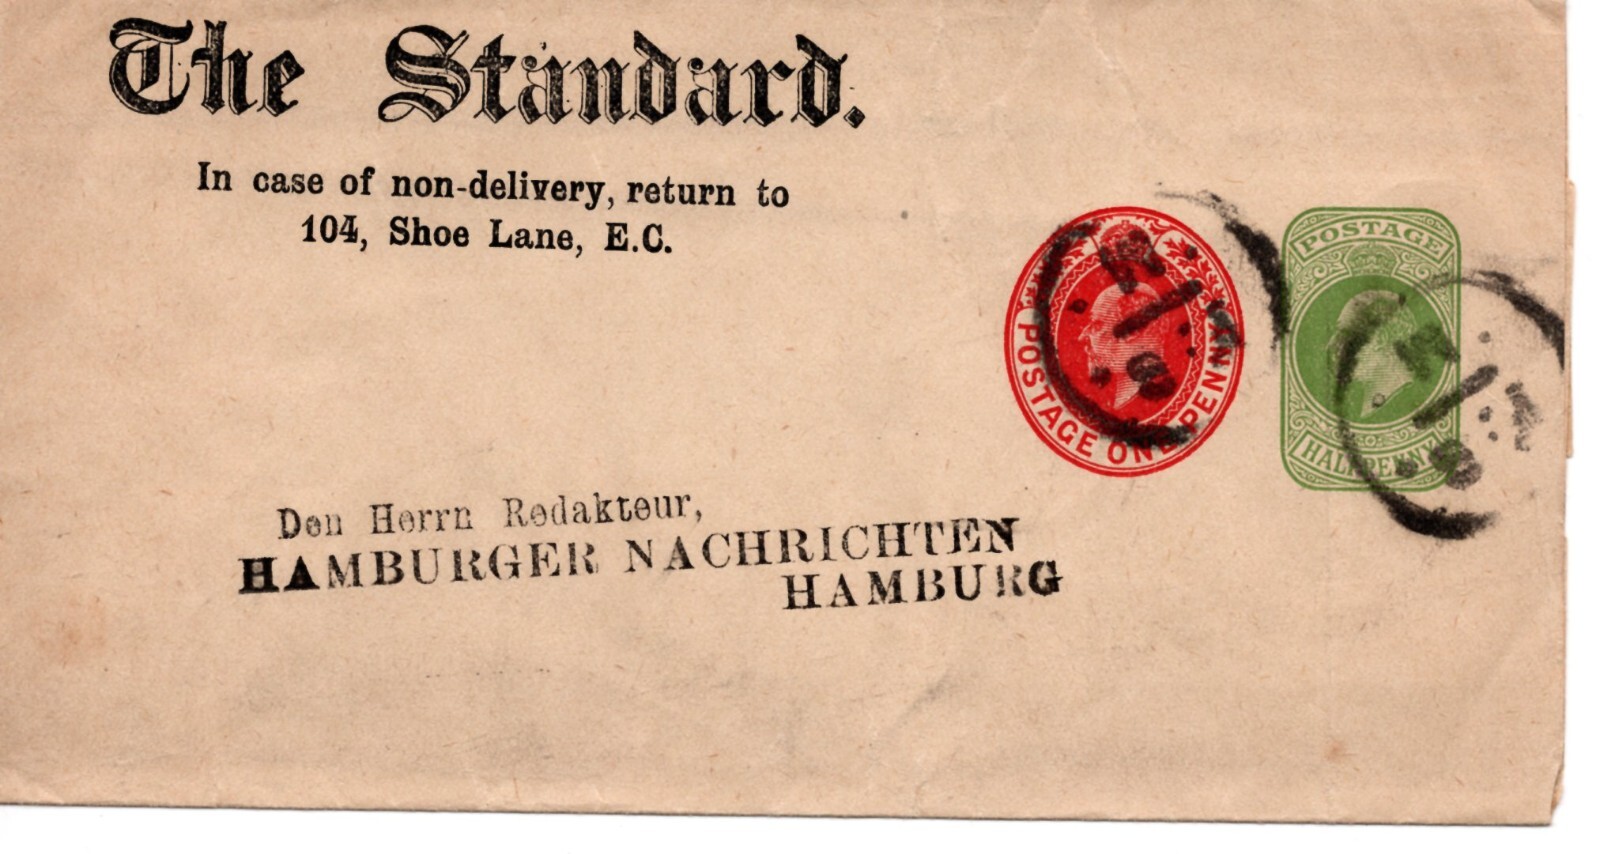 The Standard.
In case of non-delivery, return to
104, Shoe Lane, E.C.
POSTAGE ONE PENNY
POSTAGE
HALFPENNY
Den Herrn Redakteur,
HAMBURGER NACHRICHTEN
HAMBURG